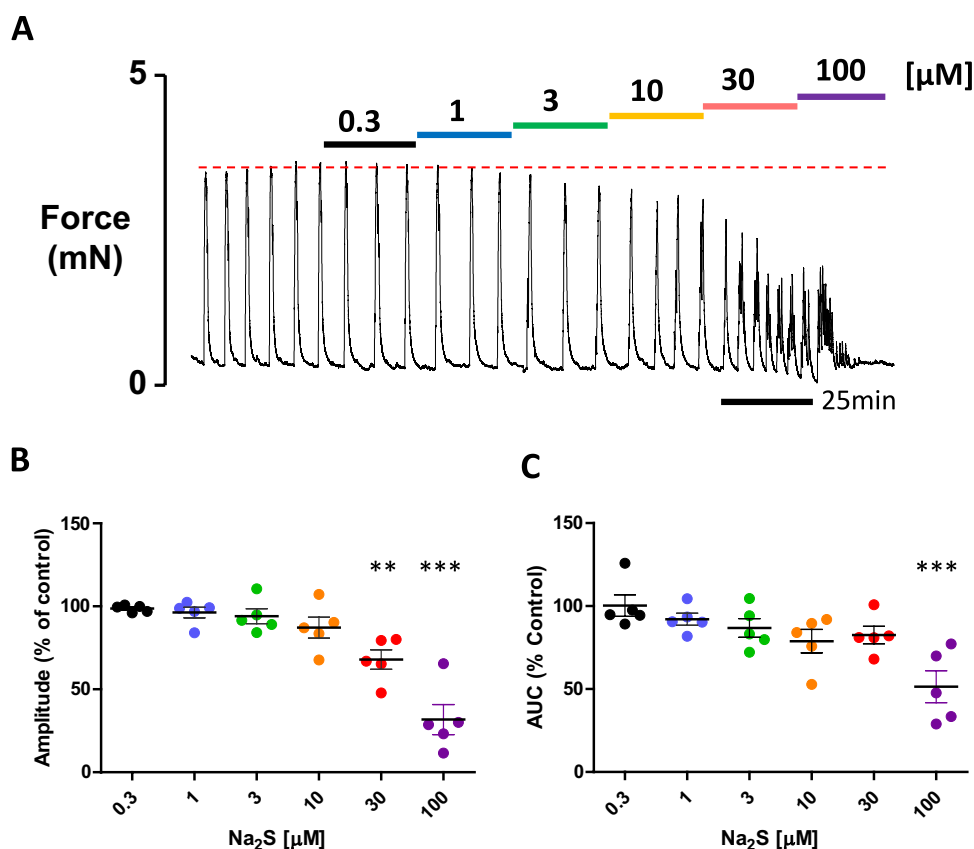 A
5
0
Force
(mN)
0.3
1
3
10
30
100
[µM]
25min
B
Amplitude (% of control)
150
100
50
0
** ***
0.3
1
3
10
30
100
Na₂S [µM]
C
AUC (% Control)
150
100
50
0
***
0.3
1
3
10
30
100
Na₂S [µM]